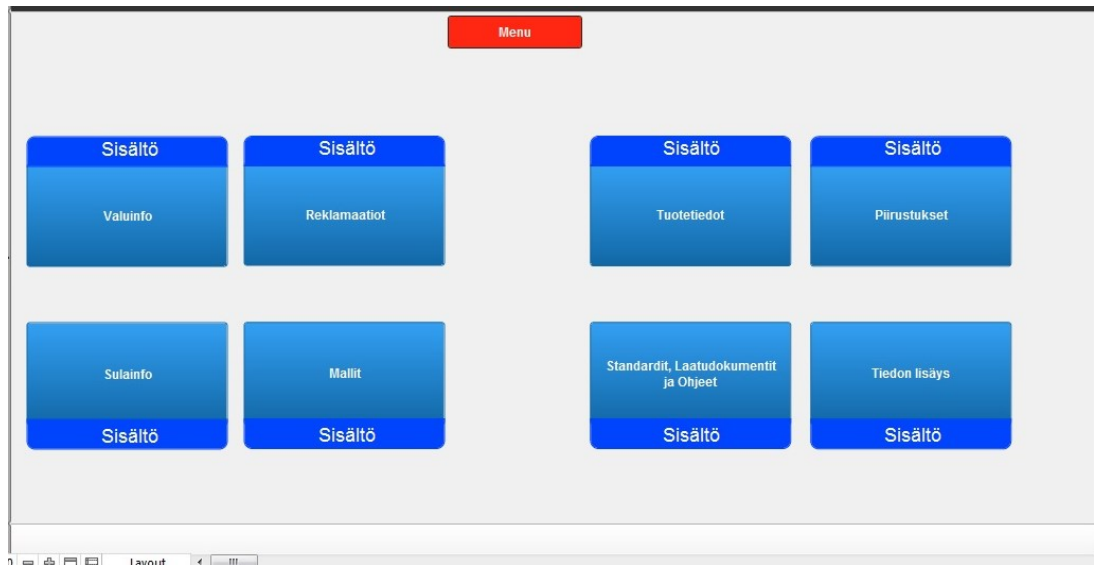 Menu
Sisältö
Sisältö
Sisältö
Sisältö
Valuinfo
Reklamaatiot
Tuotetiedot
Piirustukset
Sulainfo
Mallit
Standardit, Laatudokumentit
ja Ohjeet
Tiedon lisäys
Sisältö
Sisältö
Sisältö
Sisältö
Layout